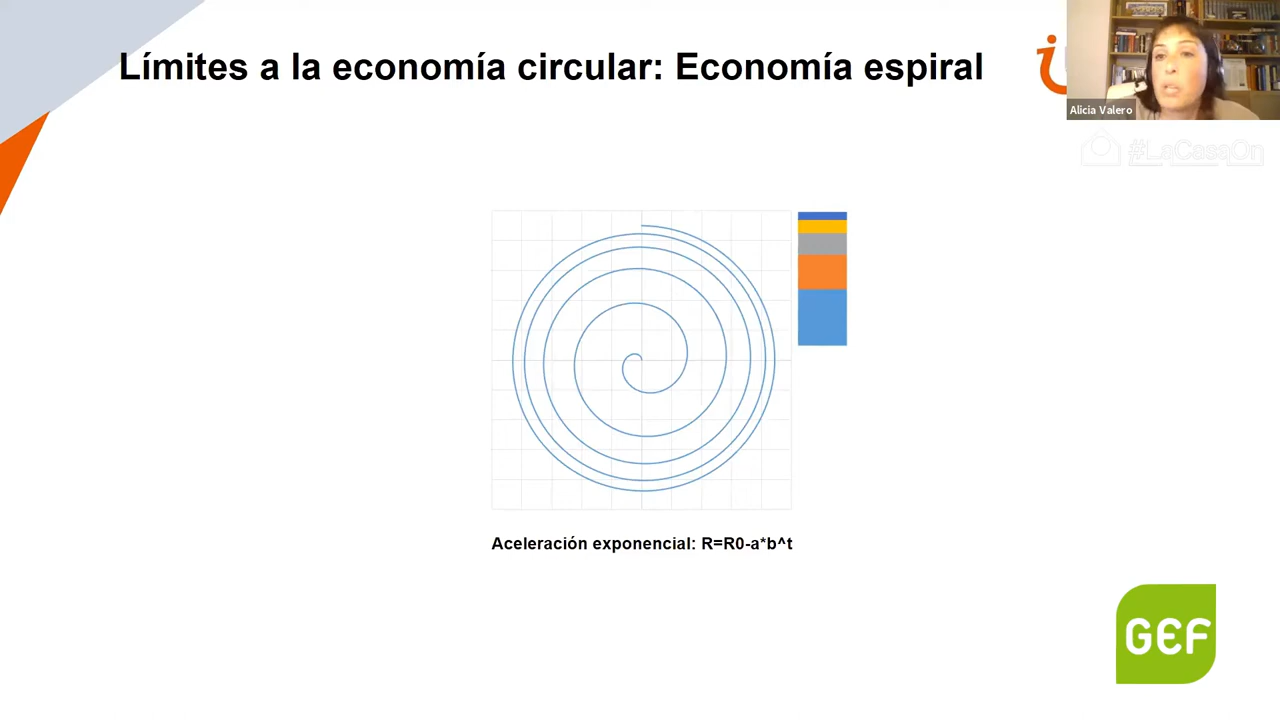 Límites a la economía circular: Economía espiral
Alicia Valero
#LaCasaOn
Aceleración exponencial: R=R0-a*b^t
GEF